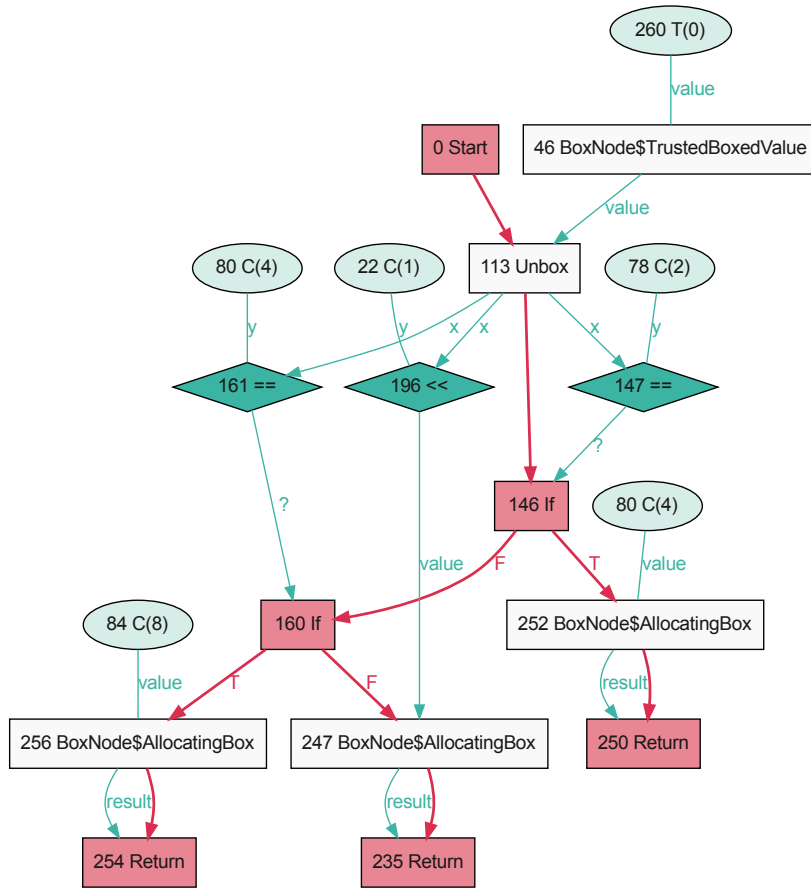 260 T(0)
value
0 Start
46 BoxNode$TrustedBoxedValue
value
80 C(4)
22 C(1)
113 Unbox
78 C(2)
y
y
x
x
x
y
161 ==
196 <<
147 ==
?
?
146 If
80 C(4)
value
F
T
value
84 C(8)
160 If
252 BoxNode$AllocatingBox
value
T
F
result
256 BoxNode$AllocatingBox
247 BoxNode$AllocatingBox
250 Return
result
result
254 Return
235 Return